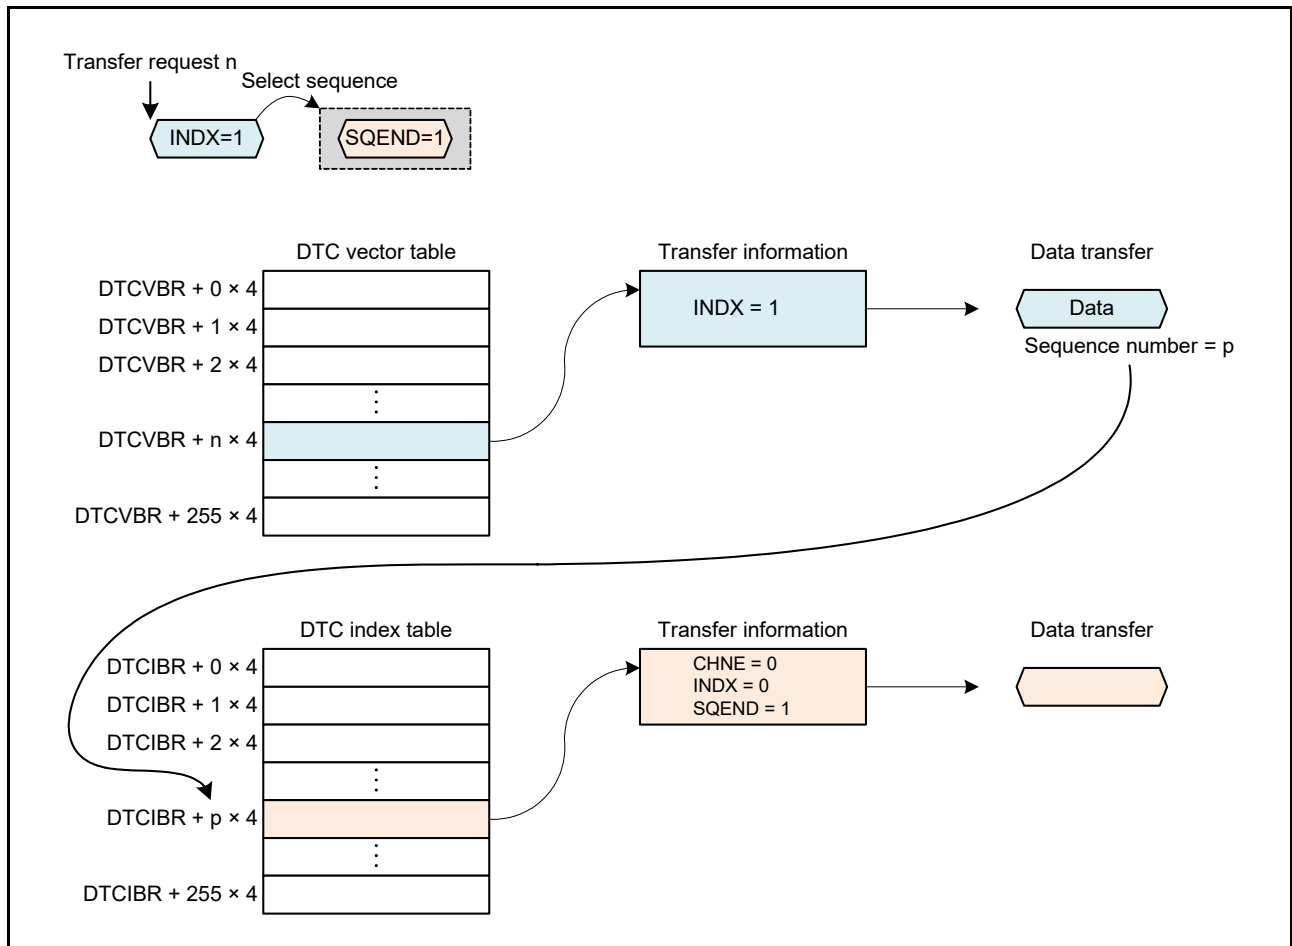 Transfer request n
Select sequence
INDX=1
SQEND=1
DTC vector table
Transfer information
Data transfer
DTCVBR + 0 × 4
DTCVBR + 1 × 4
DTCVBR + 2 × 4
⋮
DTCVBR + n × 4
⋮
DTCVBR + 255 × 4
INDX = 1
Data
Sequence number = p
DTC index table
Transfer information
Data transfer
DTCIBR + 0 × 4
DTCIBR + 1 × 4
DTCIBR + 2 × 4
⋮
DTCIBR + p × 4
⋮
DTCIBR + 255 × 4
CHNE = 0
INDX = 0
SQEND = 1